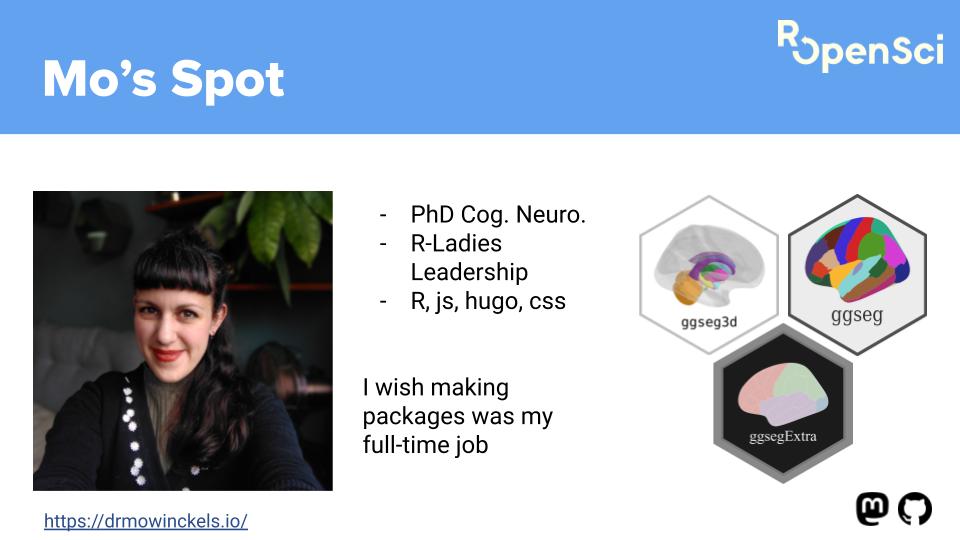 ROpenSci
Mo’s Spot
- PhD Cog. Neuro.
- R-Ladies
Leadership
- R, js, hugo, css
I wish making
packages was my
full-time job
ggseg3d
ggseg
ggsegExtra
https://drmowinckels.io/